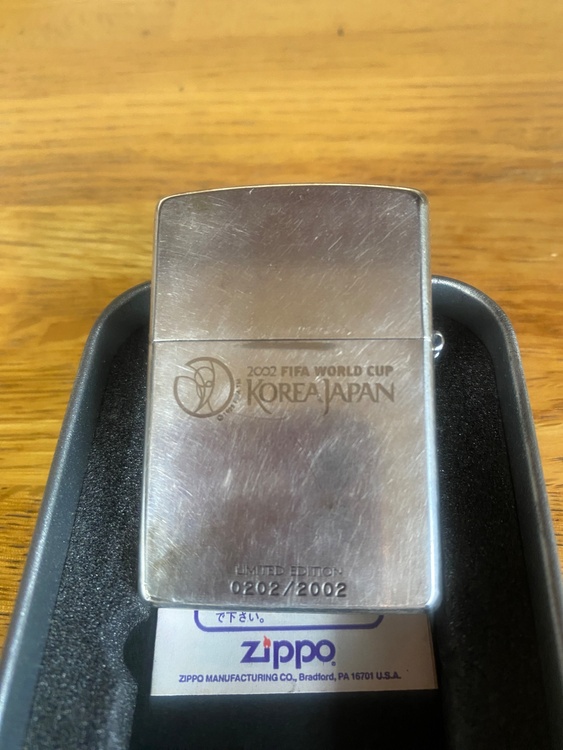 2002 FIFA WORLD CUP
KOREA JAPAN
LIMITED EDITION
0202/2002
で下さい。
zippo
ZIPPO MANUFACTURING CO., Bradford, PA 16701 U.S.A.